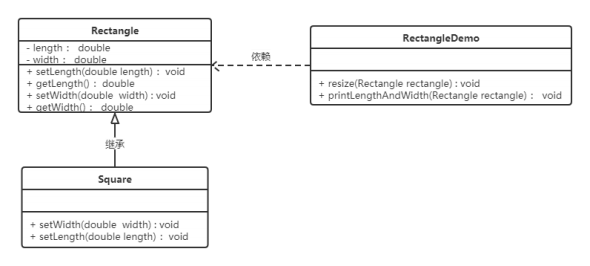 Rectangle
- length： double
- width： double
+ setLength(double length)： void
+ getLength()： double
+ setWidth(double width) : void
+ getWidth()： double
依赖
RectangleDemo
+ resize(Rectangle rectangle) : void
+ printLengthAndWidth(Rectangle rectangle)： void
继承
Square
+ setWidth(double width) : void
+ setLength(double length)： void